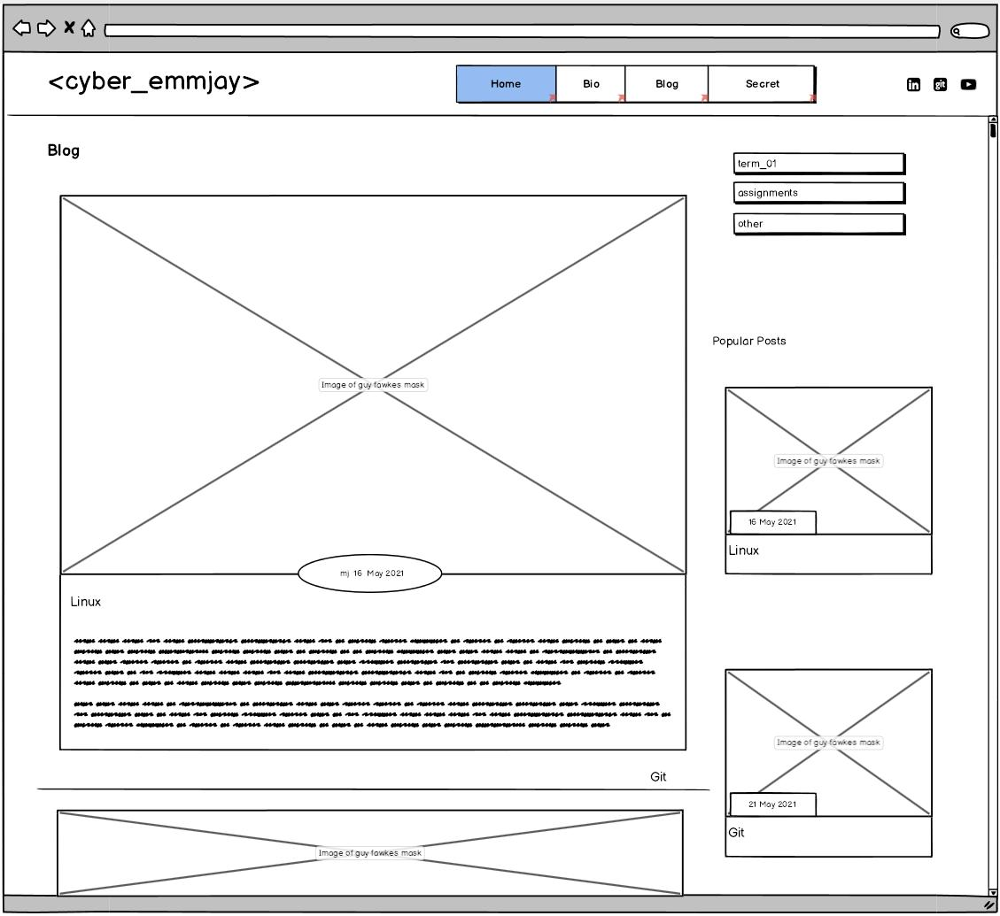 <cyber_emmjay>
Home Bio Blog Secret
in git
Blog
term_01
assignments
other
Image of guy fawkes mask
mj 16 May 2021
Linux
Git
Image of guy fawkes mask
Popular Posts
Image of guy fawkes mask
16 May 2021
Linux
Image of guy fawkes mask
21 May 2021
Git